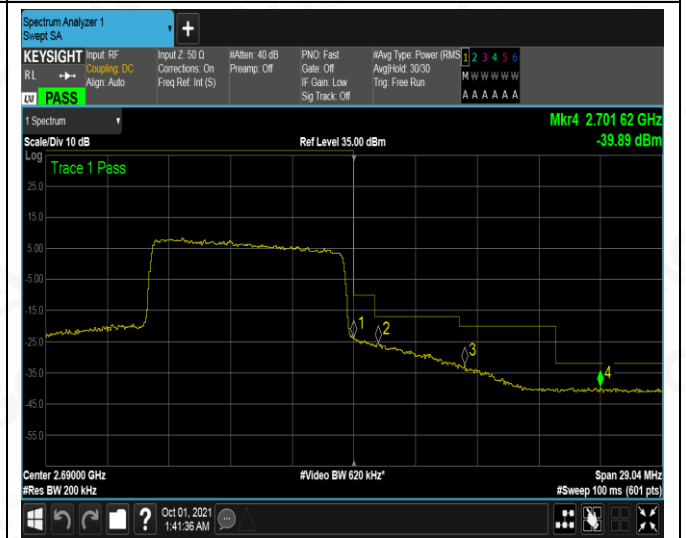 Spectrum Analyzer 1
Swept SA
+
KEYSIGHT Input: RF Input Z: 50 Ω #Atten: 40 dB PNO: Fast #Avg Type: Power (RMS 1 2 3 4 5 6
RL Coupling: DC Corrections: On Preamp: Off Gate: Off Avg|Hold: 30/30 M W W W W W
Align: Auto Freq Ref: Int (S) IF Gain: Low Trig: Free Run
Sig Track: Off A A A A A A
LXI PASS
1 Spectrum Mkr4 2.701 62 GHz
Scale/Div 10 dB Ref Level 35.00 dBm -39.89 dBm
Log
Trace 1 Pass
25.0
15.0
5.00
-5.00
-15.0
1 2
-25.0
3
-35.0
4
-45.0
-55.0
Center 2.69000 GHz #Video BW 620 kHz* Span 29.04 MHz
#Res BW 200 kHz #Sweep 100 ms (601 pts)
? Oct 01, 2021
1:41:36 AM